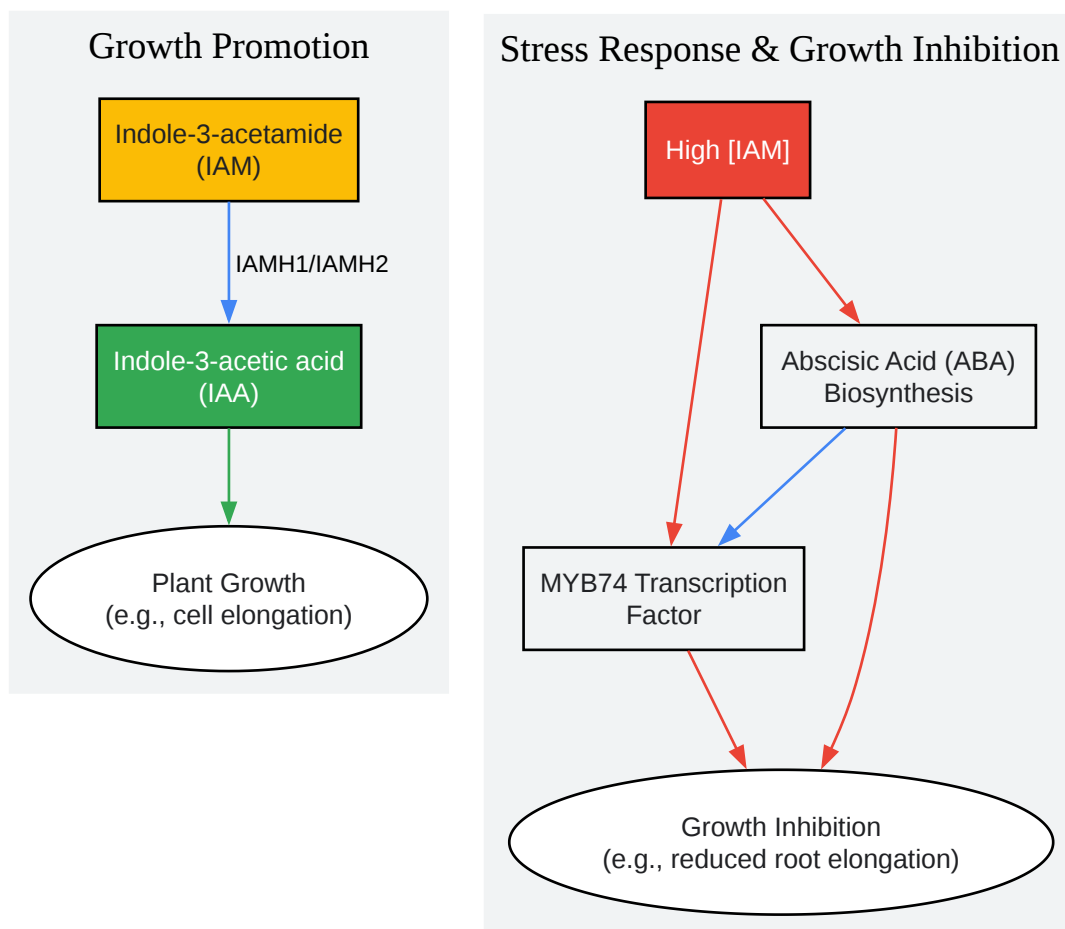 Growth Promotion
Indole-3-acetamide
(IAM)
IAMH1/IAMH2
Indole-3-acetic acid
(IAA)
Plant Growth
(e.g., cell elongation)
Stress Response & Growth Inhibition
High [IAM]
Abscisic Acid (ABA)
Biosynthesis
MYB74 Transcription
Factor
Growth Inhibition
(e.g., reduced root elongation)